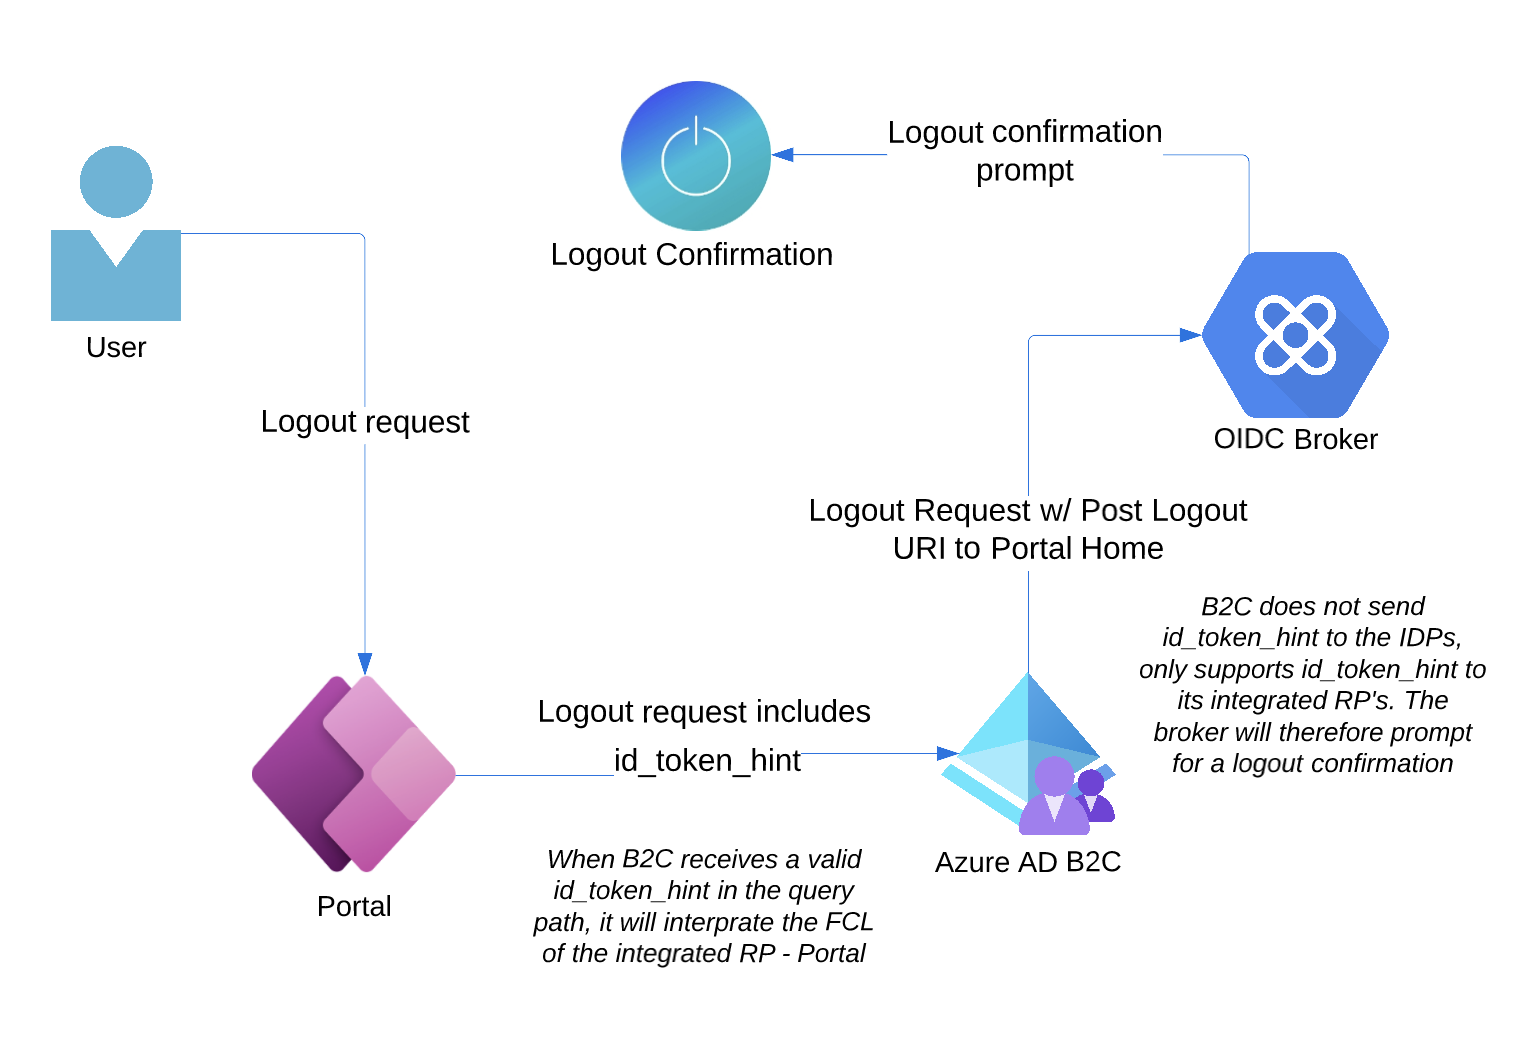 Logout confirmation
prompt
Logout Confirmation
User
Logout request
OIDC Broker
Logout Request w/ Post Logout
URI to Portal Home
B2C does not send
id_token_hint to the IDPs,
only supports id_token_hint to
its integrated RP's. The
broker will therefore prompt
for a logout confirmation
Logout request includes
id_token_hint
Azure AD B2C
Portal
When B2C receives a valid
id_token_hint in the query
path, it will interprate the FCL
of the integrated RP - Portal